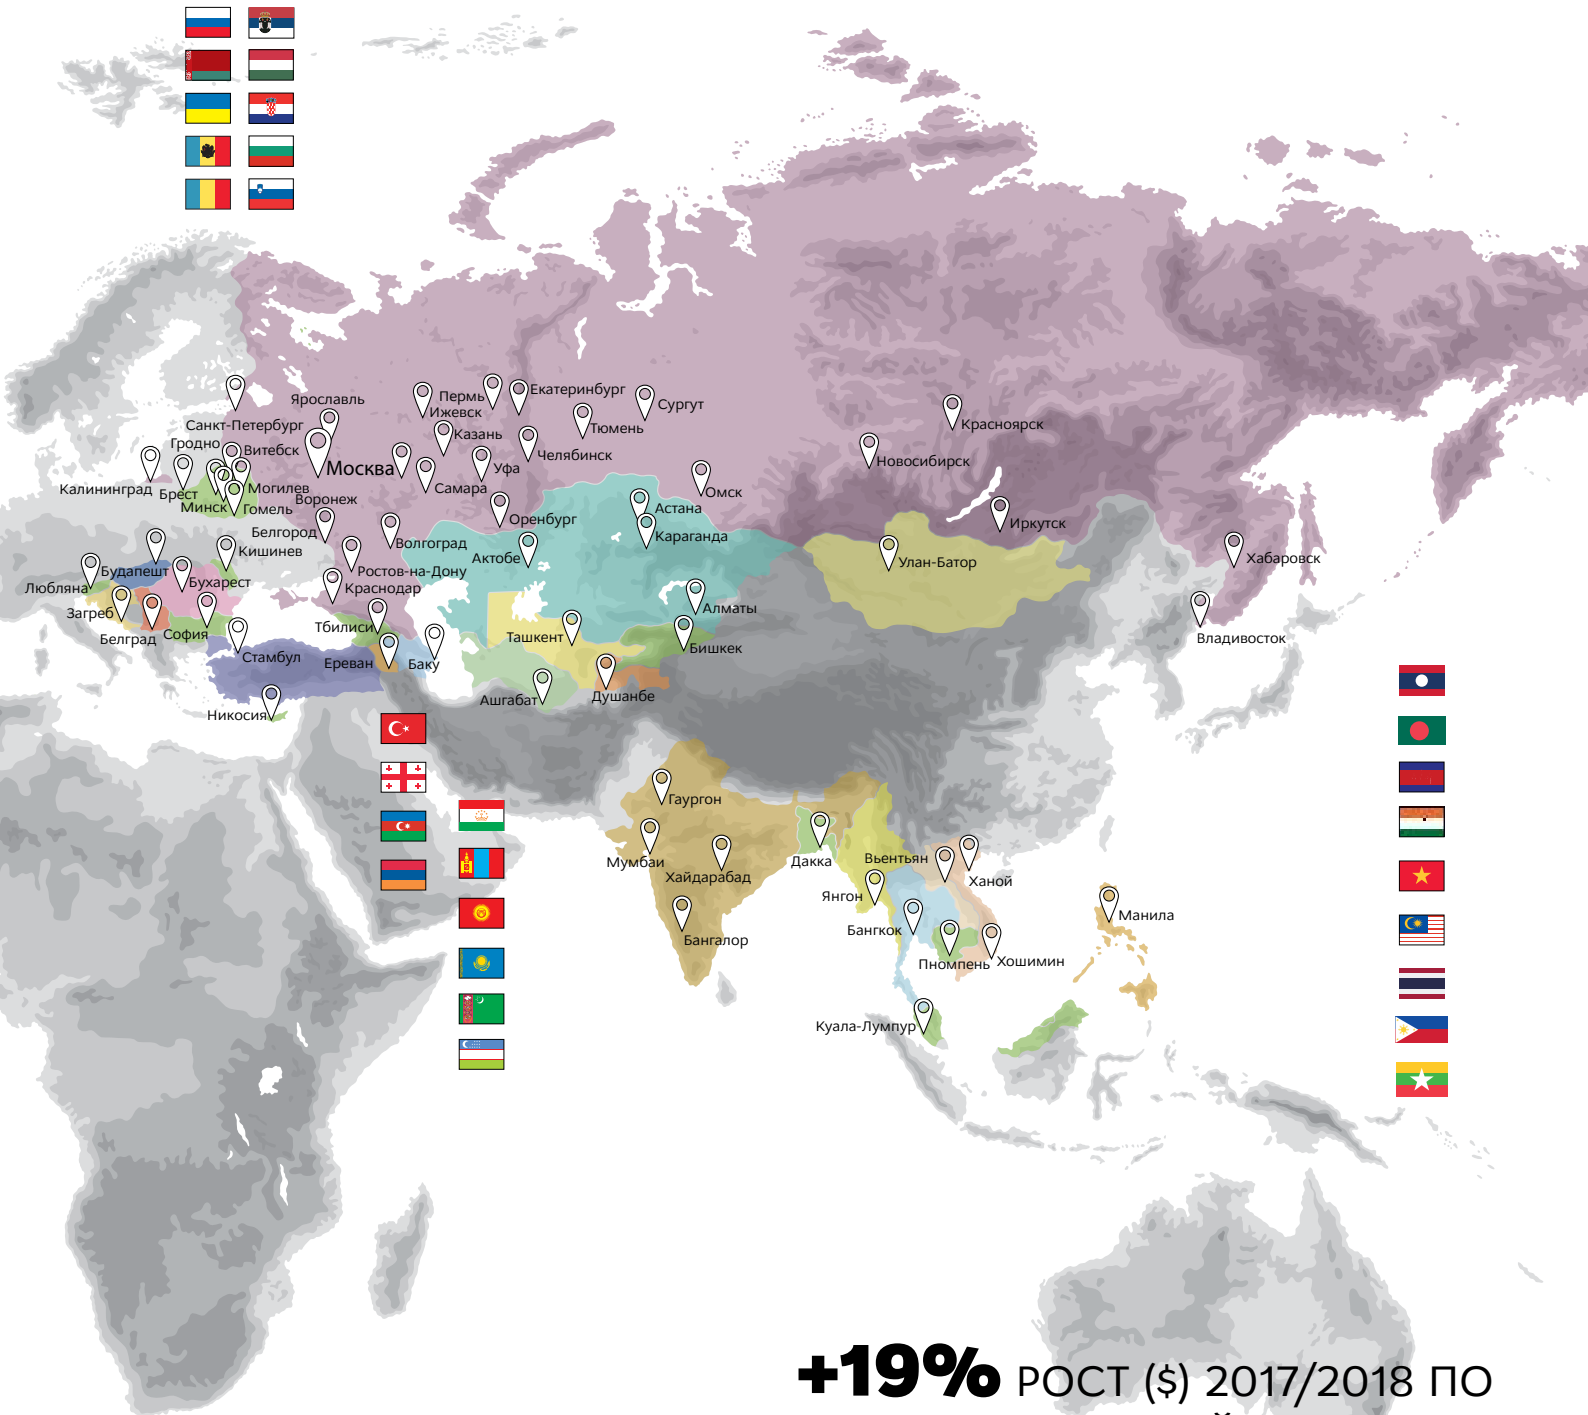 Ярославль
Пермь
Екатеринбург
Ижевск
Сургут
Санкт-Петербург
Тюмень
Красноярск
Гродно
Витебск
Казань
Москва
Челябинск
Новосибирск
Уфа
Калининград
Брест
Могилев
Самара
Омск
Минск
Гомель
Воронеж
Астана
Оренбург
Иркутск
Белгород
Караганда
Волгоград
Кишинев
Актобе
Хабаровск
Будапешт
Ростов-на-Дону
Улан-Батор
Любляна
Бухарест
Краснодар
Загреб
Алматы
Тбилиси
Ташкент
Белград
София
Владивосток
Бишкек
Стамбул
Ереван
Баку
Ашгабат
Душанбе
Никосия
Гаургон
Мумбаи
Дакка
Вьентьян
Хайдарабад
Ханой
Янгон
Манила
Бангкок
Бангалор
Пномпень
Хошимин
Куала-Лумпур
+19% РОСТ ($) 2017/2018 ПО